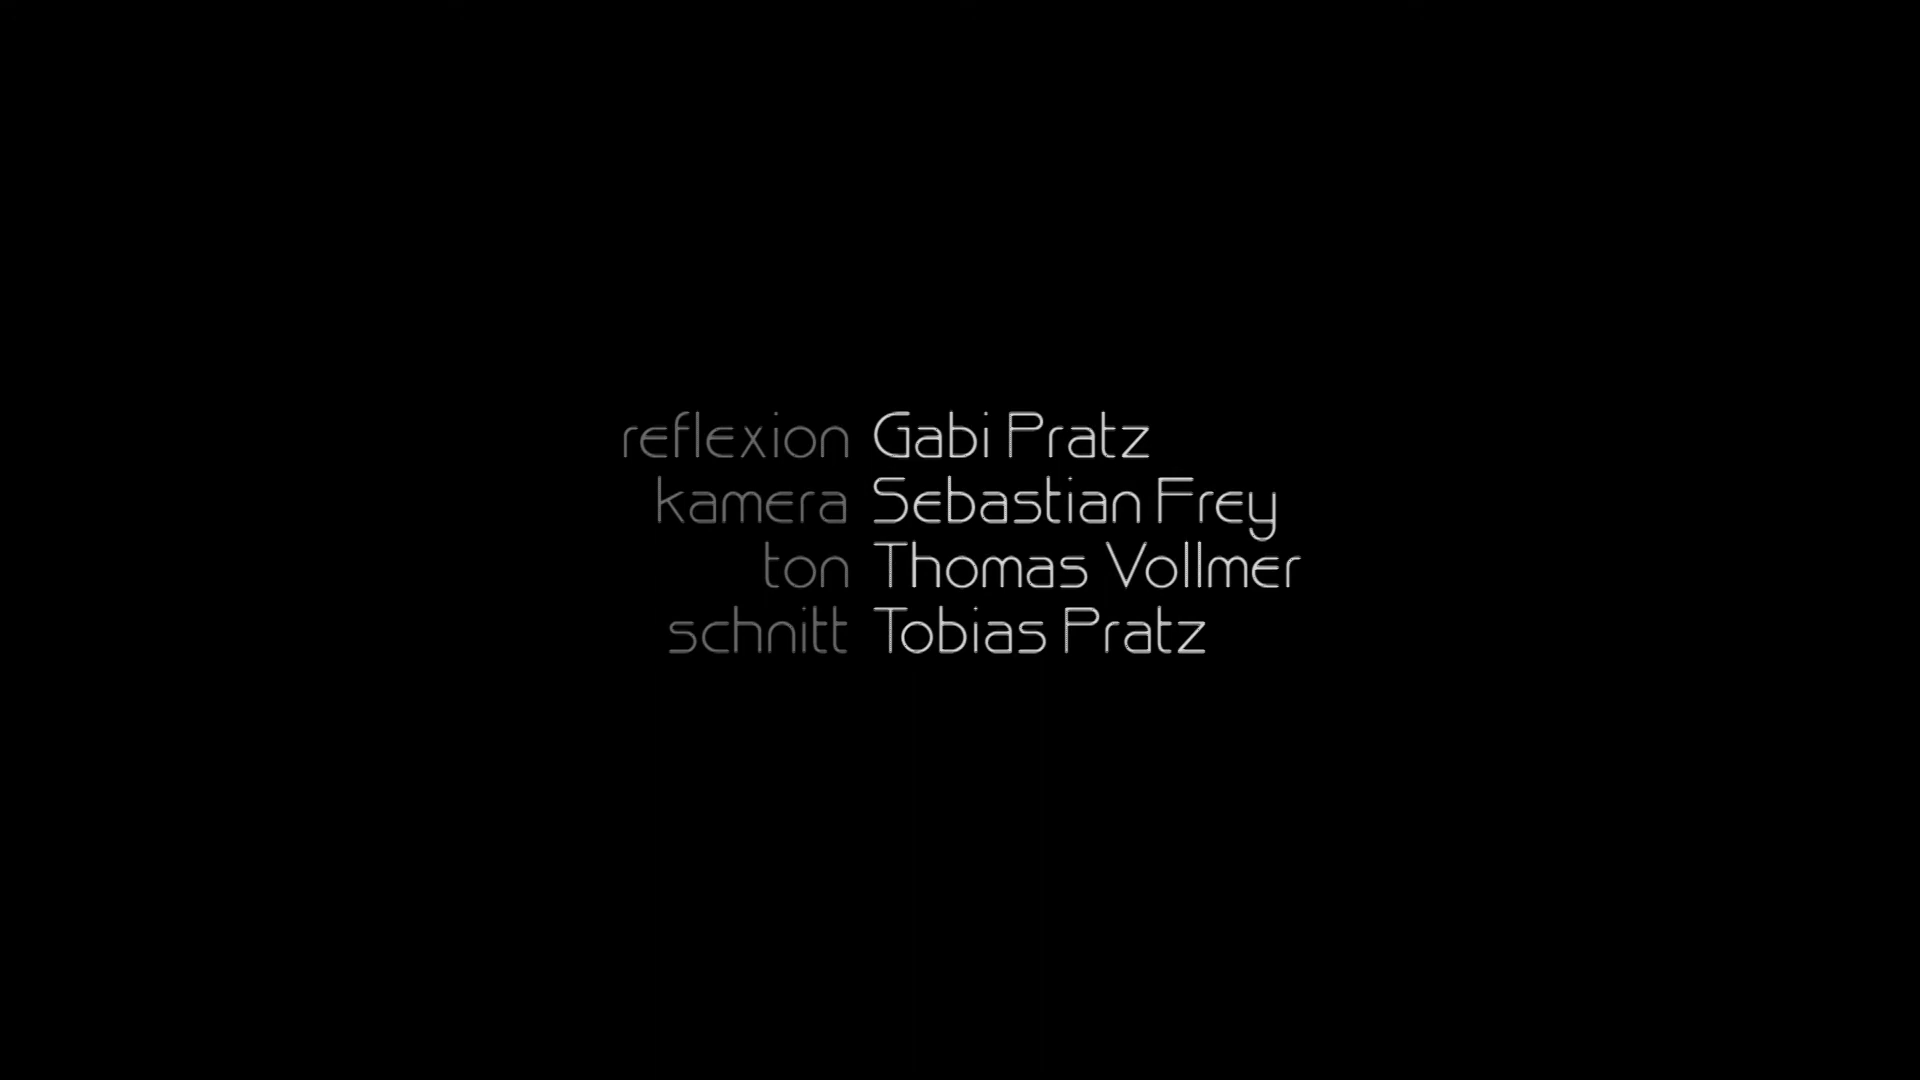 reflexion Gabi Pratz
kamera Sebastian Frey
ton Thomas Vollmer
schnitt Tobias Pratz